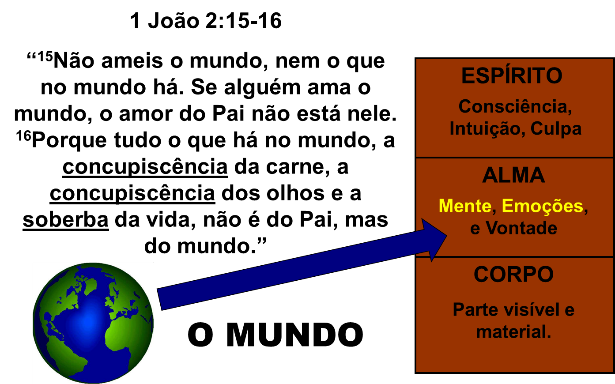 1 João 2:15-16
“¹⁵Não ameis o mundo, nem o que
no mundo há. Se alguém ama o
mundo, o amor do Pai não está nele.
¹⁶Porque tudo o que há no mundo, a
concupiscência da carne, a
concupiscência dos olhos e a
soberba da vida, não é do Pai, mas
do mundo.”
ESPÍRITO
Consciência,
Intuição, Culpa
ALMA
Mente, Emoções,
e Vontade
CORPO
Parte visível e
material.
O MUNDO